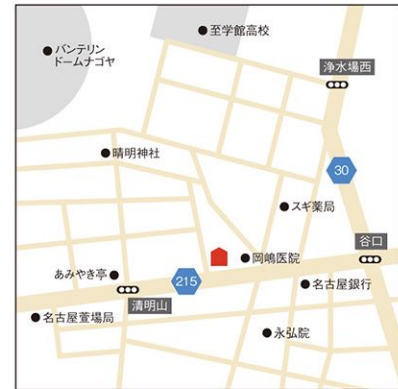 至学館高校
バンテリン
ドームナゴヤ
浄水場西
晴明神社
30
スギ薬局
谷口
岡嶋医院
あみやき亭
215
名古屋銀行
清明山
名古屋萱場局
永弘院